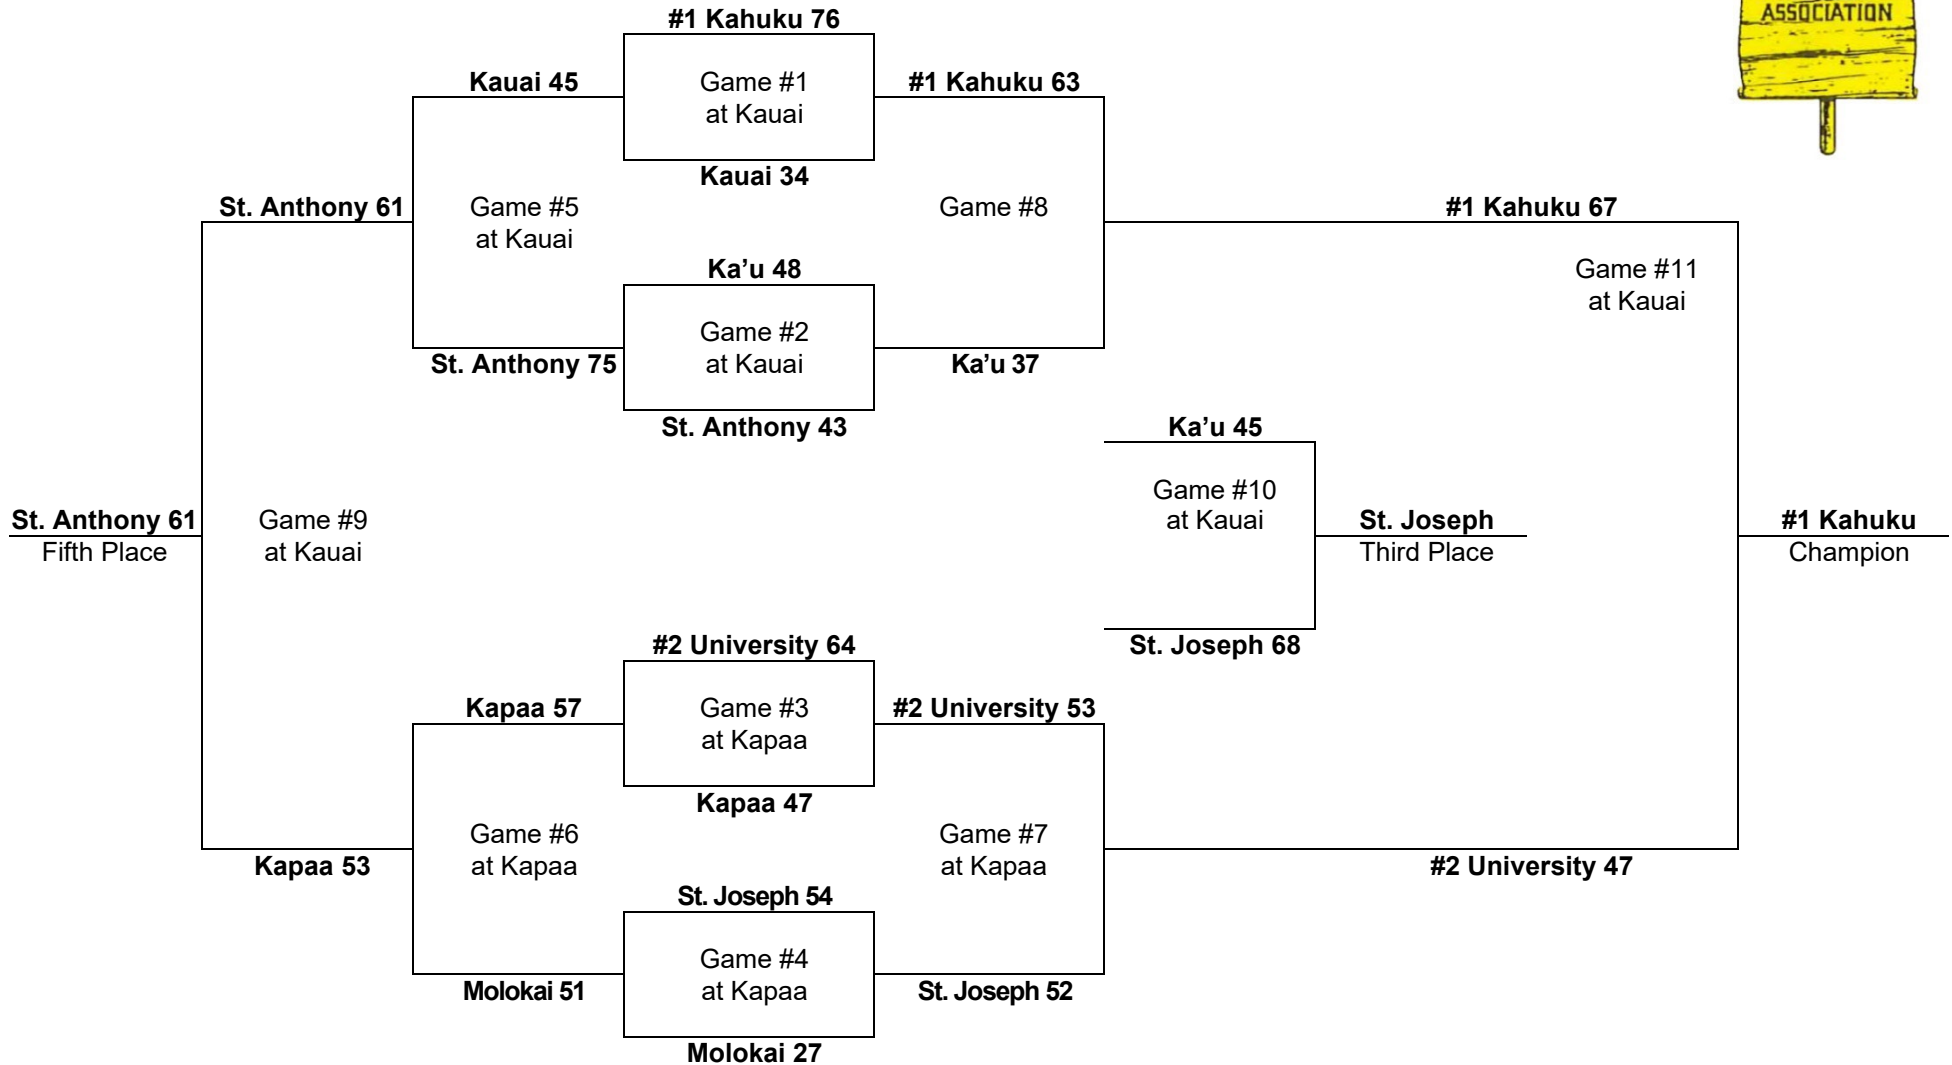 ASSOCIATION
#1 Kahuku 76
Kauai 45
Game #1
at Kauai
#1 Kahuku 63
Kauai 34
St. Anthony 61
Game #5
at Kauai
Game #8
#1 Kahuku 67
Ka’u 48
Game #11
at Kauai
Game #2
at Kauai
St. Anthony 75
Ka’u 37
St. Anthony 43
Ka’u 45
Game #10
at Kauai
St. Anthony 61
Fifth Place
Game #9
at Kauai
St. Joseph
Third Place
#1 Kahuku
Champion
#2 University 64
St. Joseph 68
Kapaa 57
Game #3
at Kapaa
#2 University 53
Kapaa 47
Game #6
at Kapaa
Game #7
at Kapaa
Kapaa 53
#2 University 47
St. Joseph 54
Game #4
at Kapaa
Molokai 51
St. Joseph 52
Molokai 27